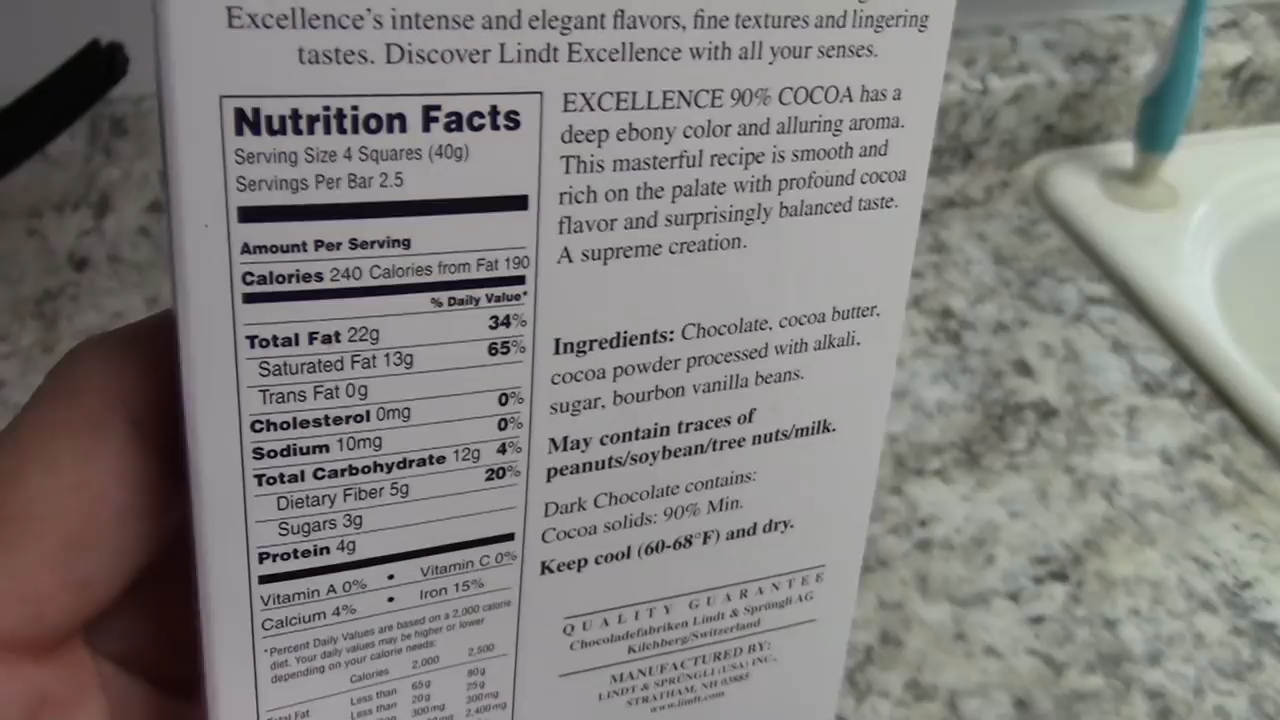 Excellence's intense and elegant flavors, fine textures and lingering
tastes. Discover Lindt Excellence with all your senses.
Nutrition Facts
Serving Size 4 Squares (40g)
Servings Per Bar 2.5
Amount Per Serving
Calories 240 Calories from Fat 190
% Daily Value*
Total Fat 22g 34%
Saturated Fat 13g 65%
Trans Fat 0g
Cholesterol 0mg 0%
Sodium 10mg 0%
Total Carbohydrate 12g 4%
Dietary Fiber 5g 20%
Sugars 3g
Protein 4g
Vitamin A 0% • Vitamin C 0%
Calcium 4% • Iron 15%
*Percent Daily Values are based on a 2,000 calorie
diet. Your daily values may be higher or lower
depending on your calorie needs:
Calories 2,000 2,500
Fat Less than 65g 80g
Less than 20g 25g
300mg 300mg
2,400mg
EXCELLENCE 90% COCOA has a
deep ebony color and alluring aroma.
This masterful recipe is smooth and
rich on the palate with profound cocoa
flavor and surprisingly balanced taste.
A supreme creation.
Ingredients: Chocolate, cocoa butter,
cocoa powder processed with alkali,
sugar, bourbon vanilla beans.
May contain traces of
peanuts/soybean/tree nuts/milk.
Dark Chocolate contains:
Cocoa solids: 90% Min.
Keep cool (60-68°F) and dry.
QUALITY GUARANTEE
Chocoladefabriken Lindt & Sprüngli AG
Kilchberg/Switzerland
MANUFACTURED BY:
LINDT & SPRÜNGLI (USA) INC.,
STRATHAM, NH 03885
www.lindt.com